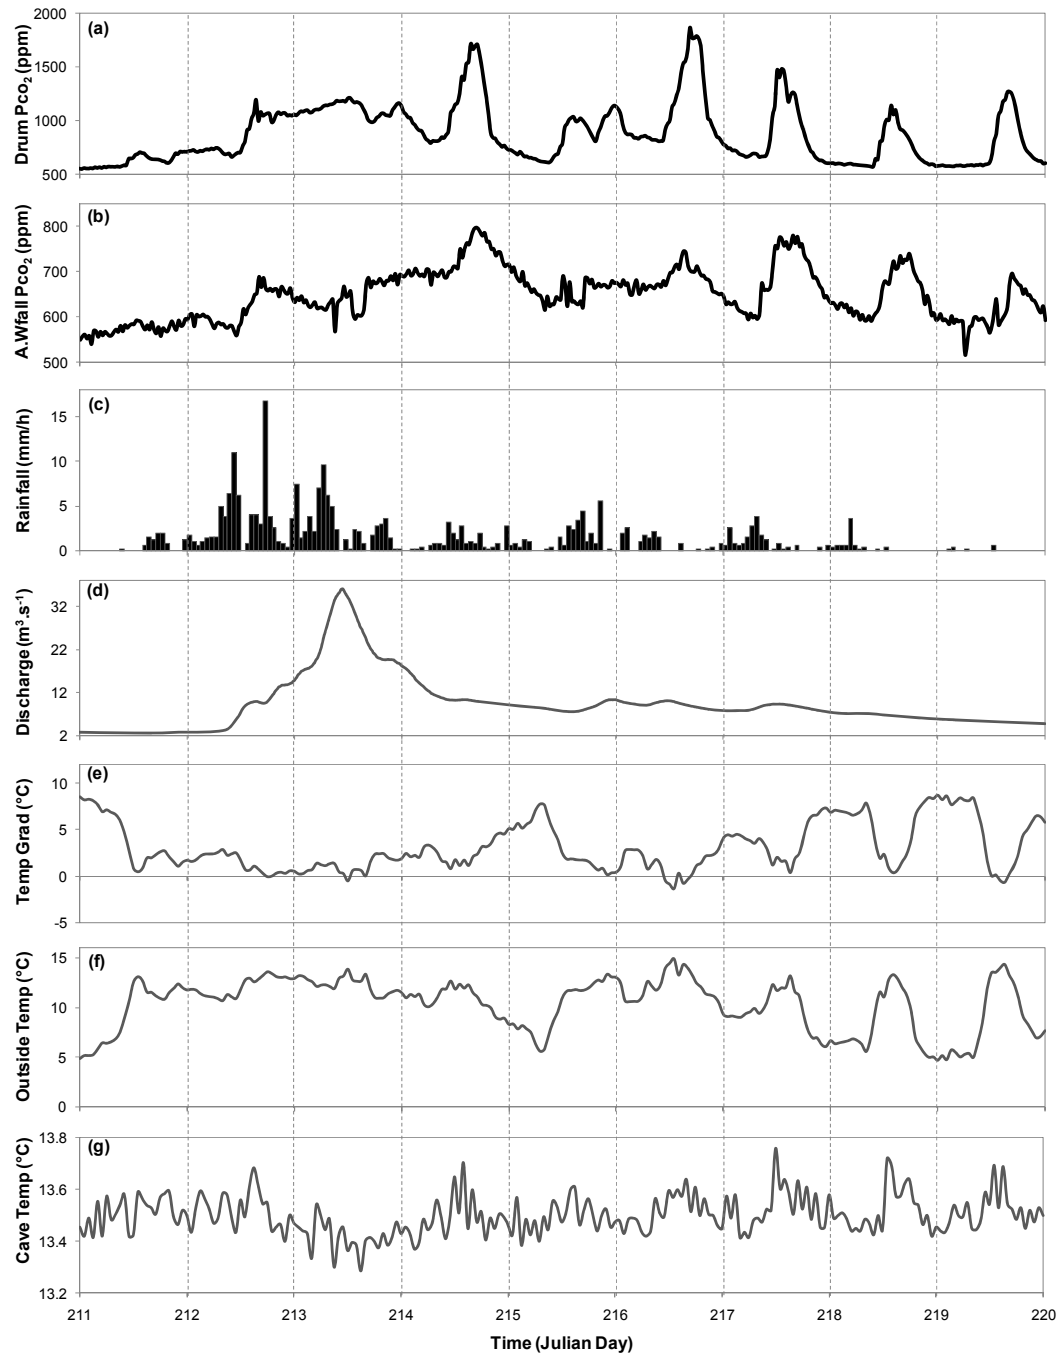 (a)
Drum Pco₂ (ppm)
2000
1500
1000
500
(b)
A.Wfall Pco₂ (ppm)
800
700
600
500
(c)
Rainfall (mm/h)
15
10
5
0
(d)
Discharge (m³.s⁻¹)
32
22
12
2
(e)
Temp Grad (°C)
10
5
0
-5
(f)
Outside Temp (°C)
15
10
5
0
(g)
Cave Temp (°C)
13.8
13.6
13.4
13.2
211 212 213 214 215 216 217 218 219 220
Time (Julian Day)